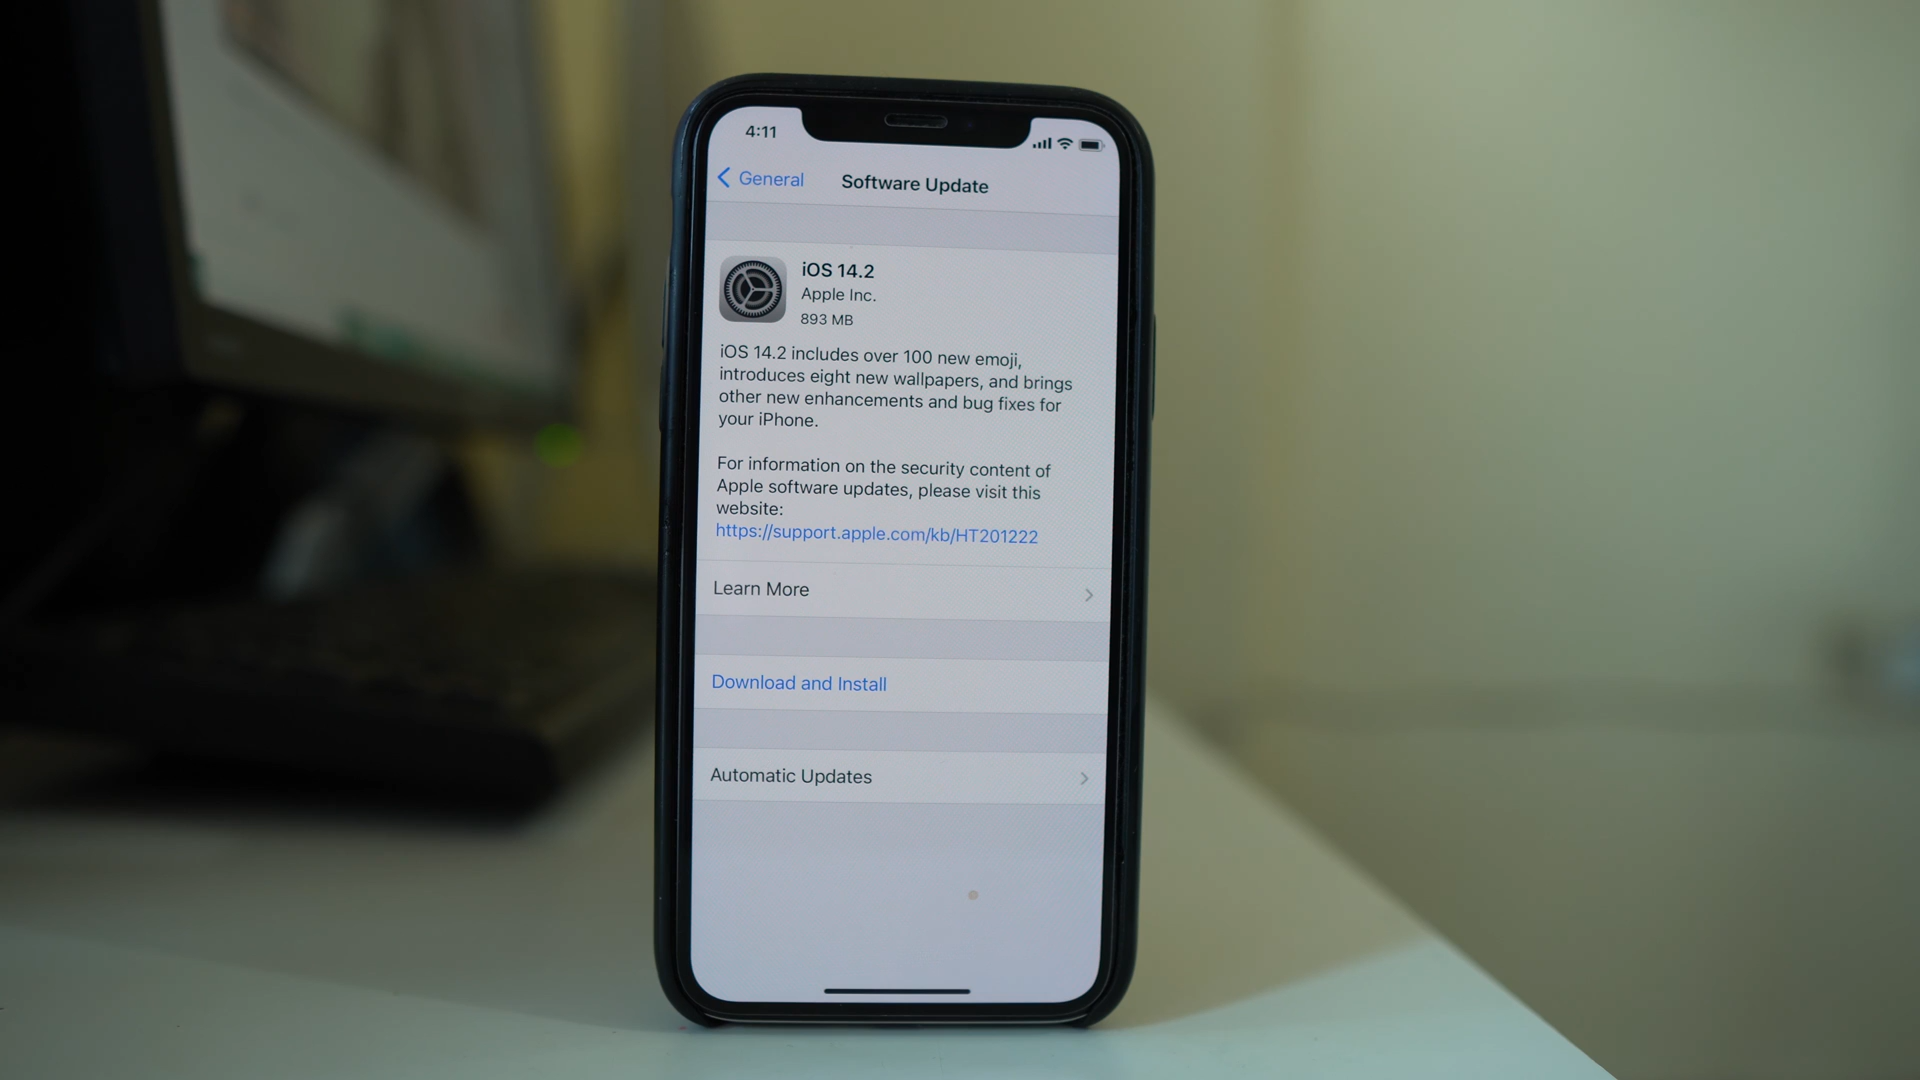 4:11
General
Software Update
iOS 14.2
Apple Inc.
893 MB
iOS 14.2 includes over 100 new emoji,
introduces eight new wallpapers, and brings
other new enhancements and bug fixes for
your iPhone.
For information on the security content of
Apple software updates, please visit this
website:
https://support.apple.com/kb/HT201222
Learn More
Download and Install
Automatic Updates